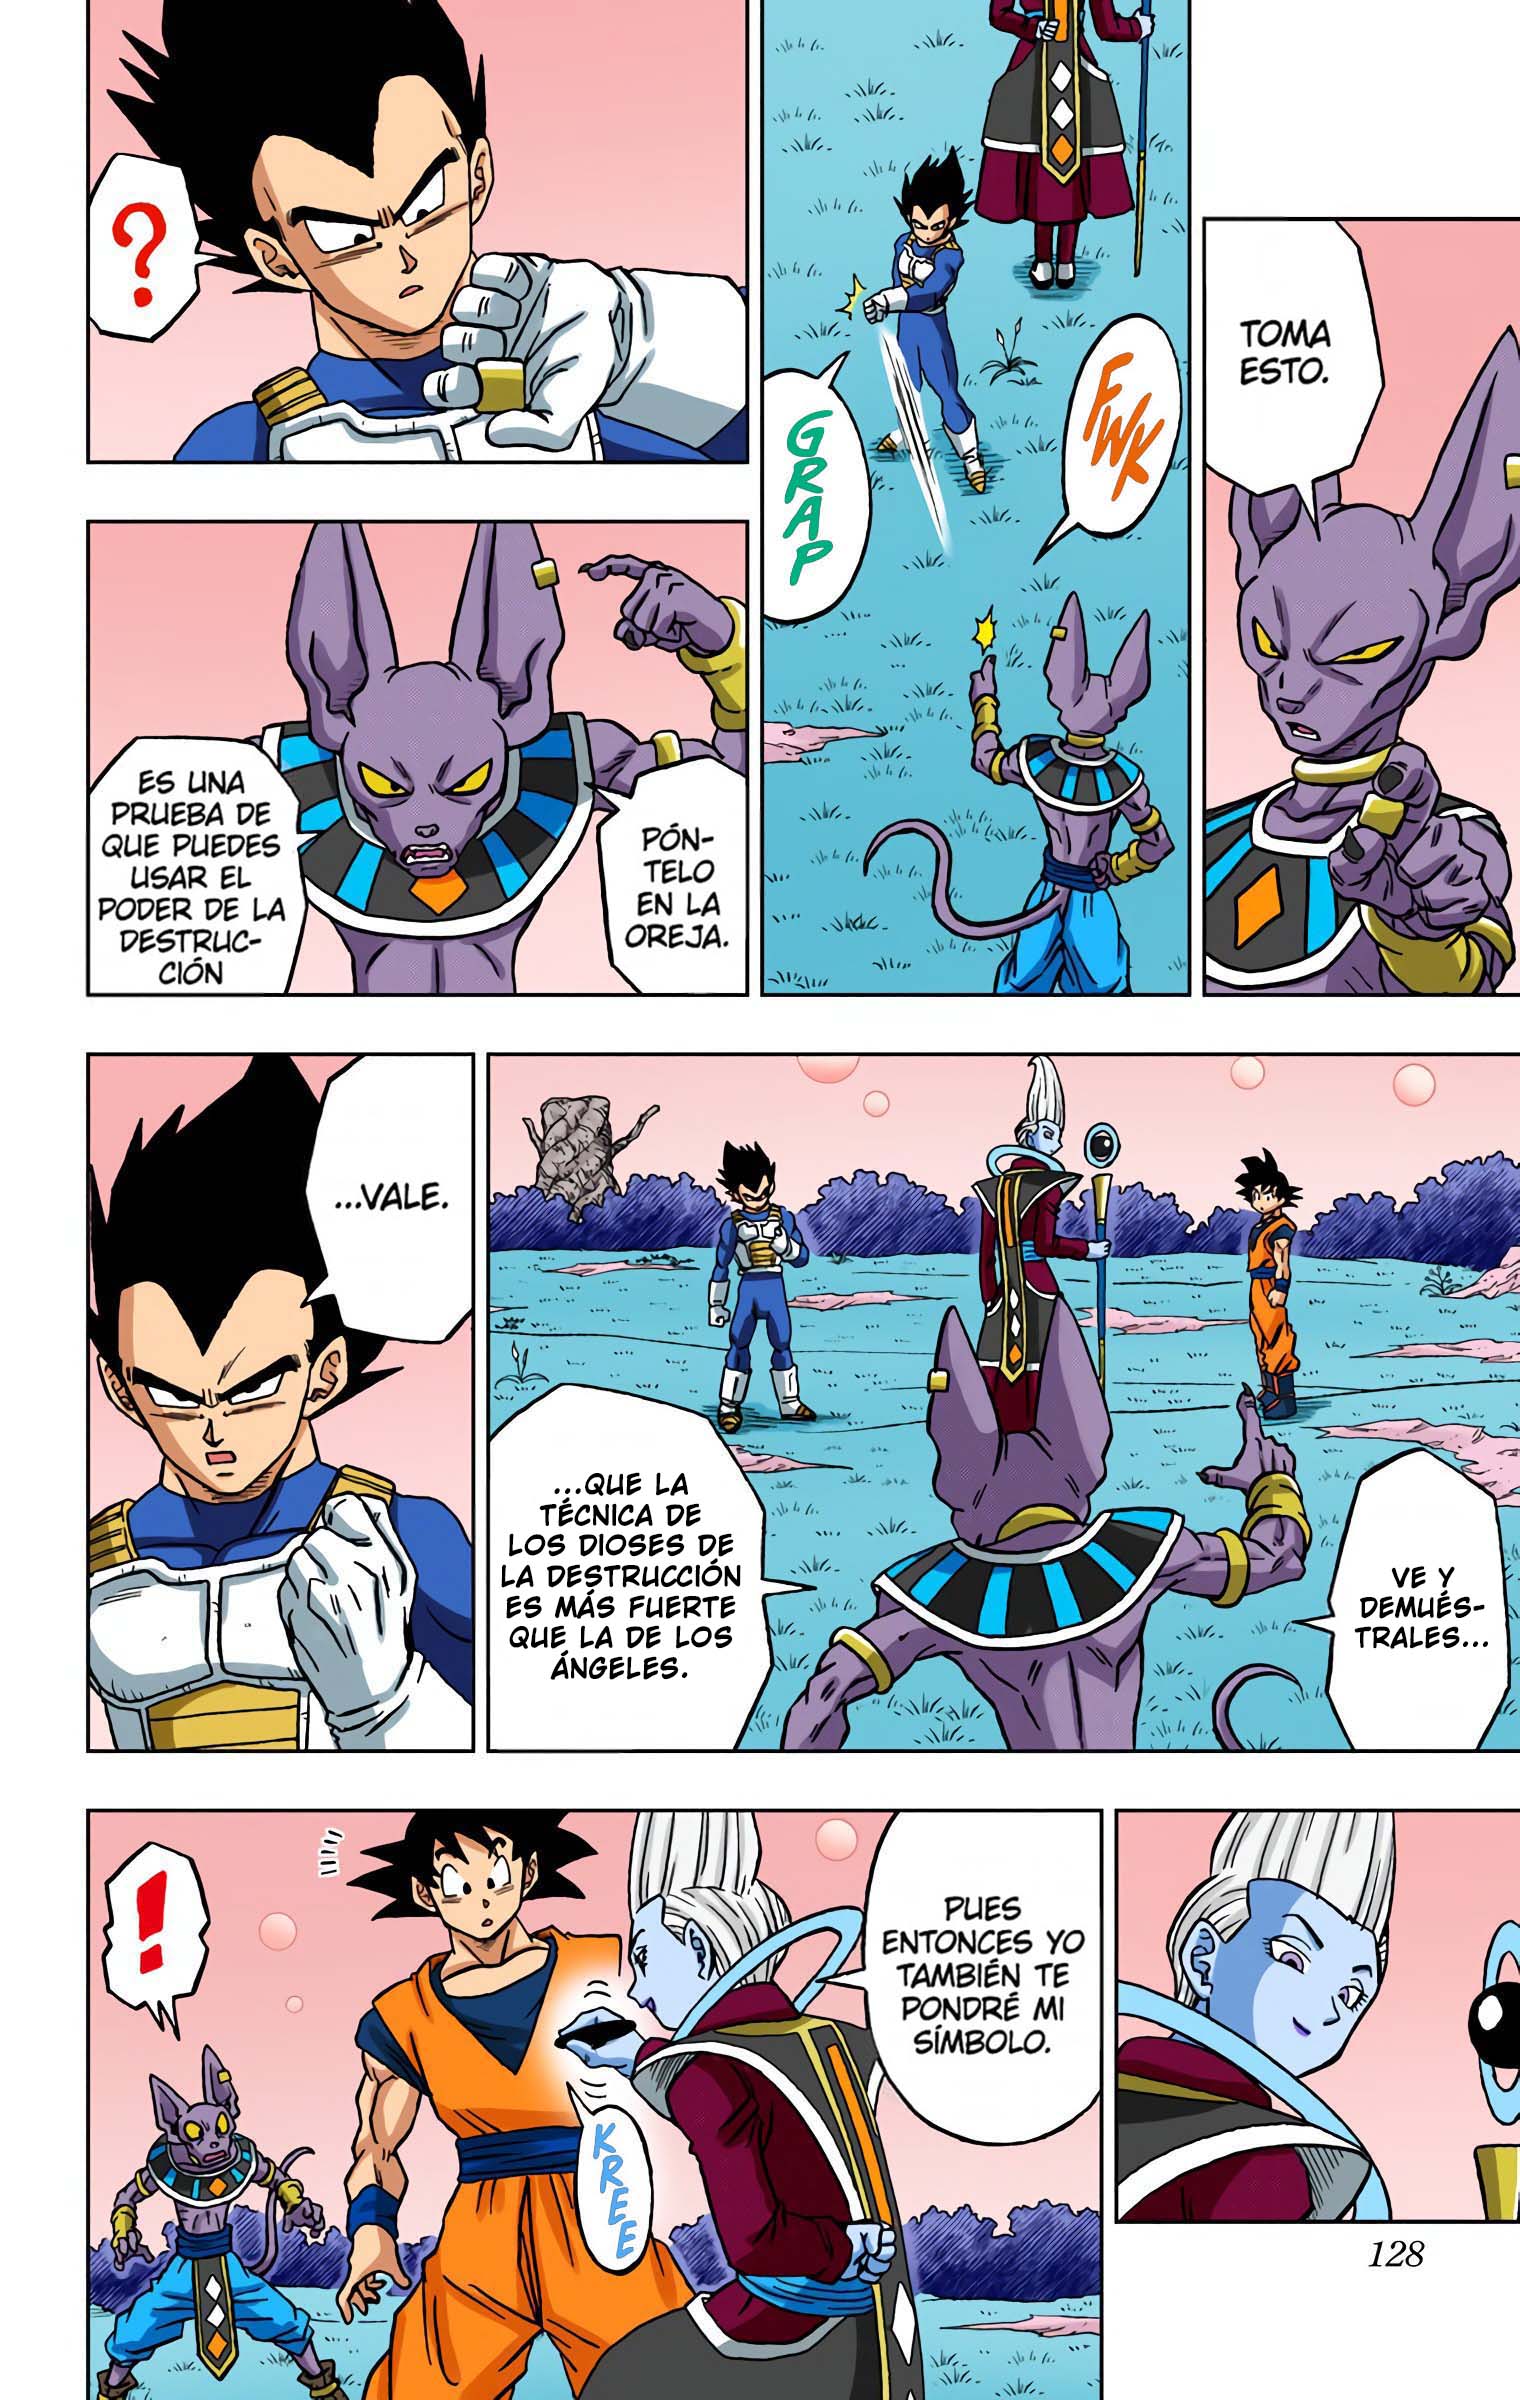 TOMA
ESTO.
FWK
GRAP
?
PÓN-
TELO
EN LA
OREJA.
ES UNA
PRUEBA DE
QUE PUEDES
USAR EL
PODER DE LA
DESTRUC-
CIÓN
VE Y
DEMUÉS-
TRALES...
...QUE LA
TÉCNICA DE
LOS DIOSES DE
LA DESTRUCCIÓN
ES MÁS FUERTE
QUE LA DE LOS
ÁNGELES.
...VALE.
PUES
ENTONCES YO
TAMBIÉN TE
PONDRÉ MI
SÍMBOLO.
KREE
!
128